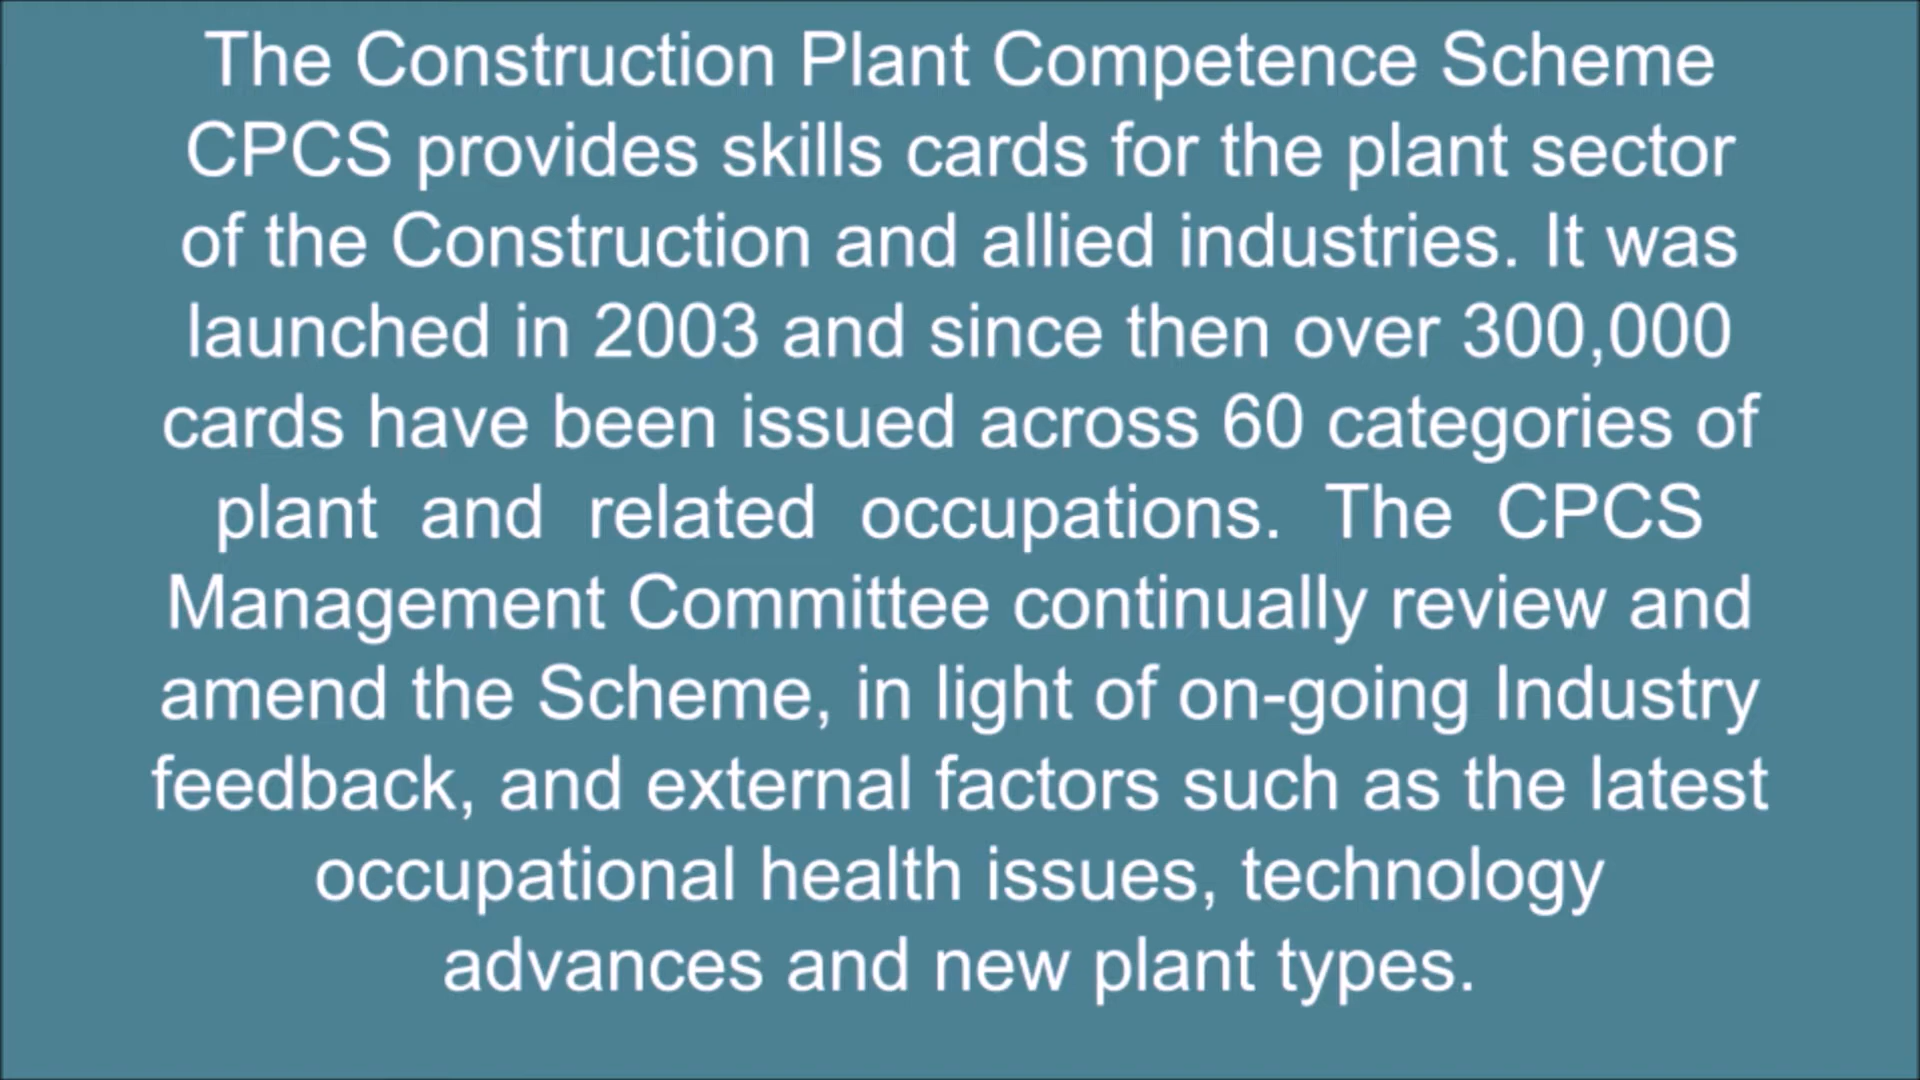 The Construction Plant Competence Scheme
CPCS provides skills cards for the plant sector
of the Construction and allied industries. It was
launched in 2003 and since then over 300,000
cards have been issued across 60 categories of
plant and related occupations. The CPCS
Management Committee continually review and
amend the Scheme, in light of on-going Industry
feedback, and external factors such as the latest
occupational health issues, technology
advances and new plant types.